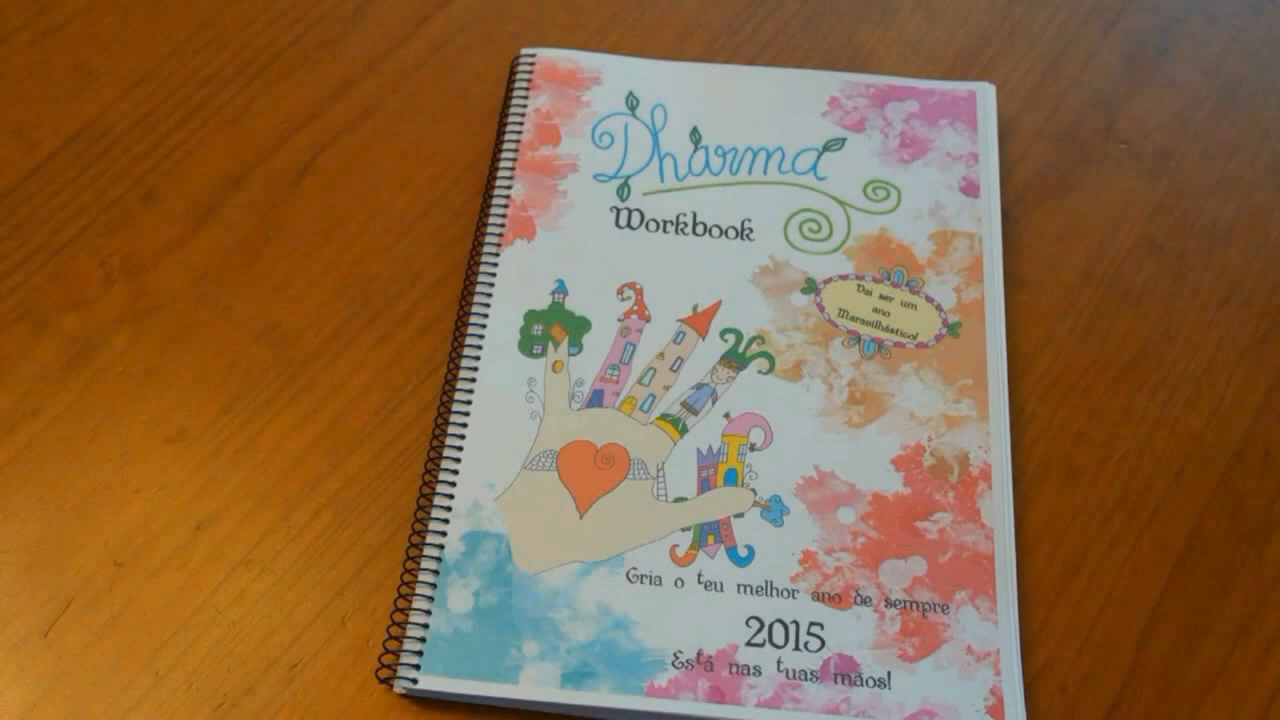 Dharma
Workbook
Vai ser um
ano
Maravilhástico!
Cria o teu melhor ano de sempre
2015
Está nas tuas mãos!